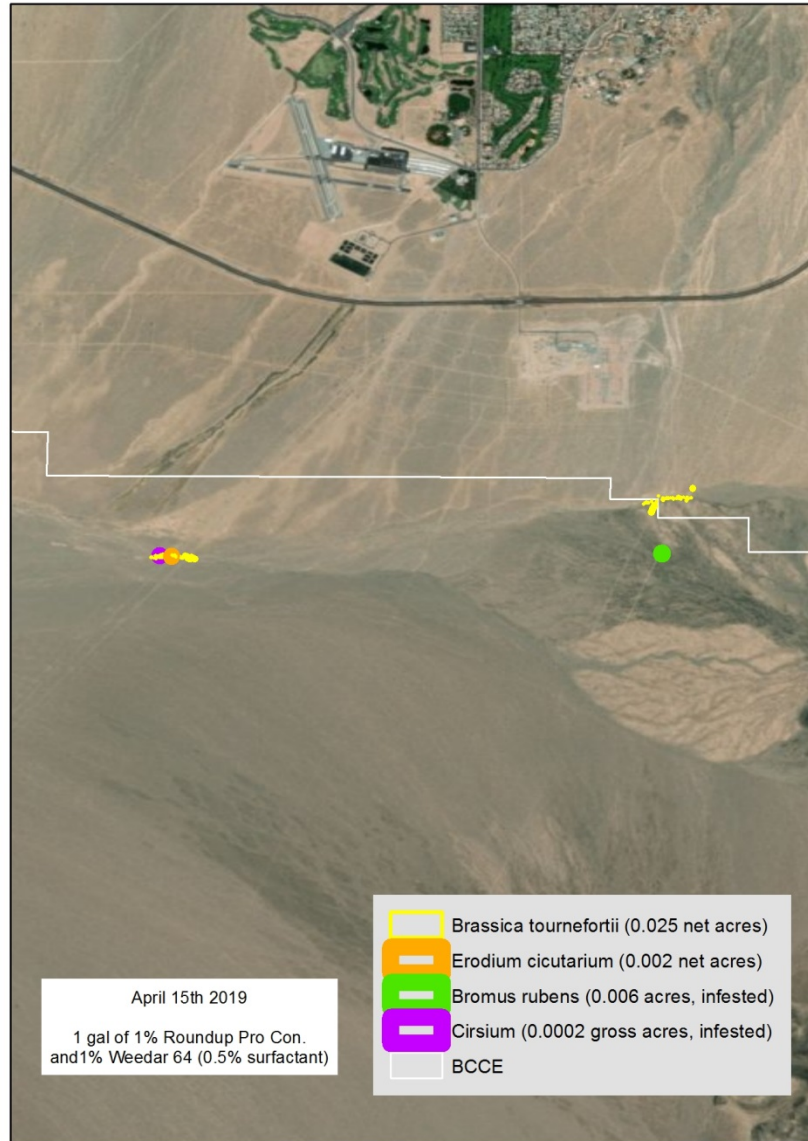 Brassica tournefortii (0.025 net acres)
Erodium cicutarium (0.002 net acres)
Bromus rubens (0.006 acres, infested)
Cirsium (0.0002 gross acres, infested)
BCCE
April 15th 2019
1 gal of 1% Roundup Pro Con.
and1% Weedar 64 (0.5% surfactant)